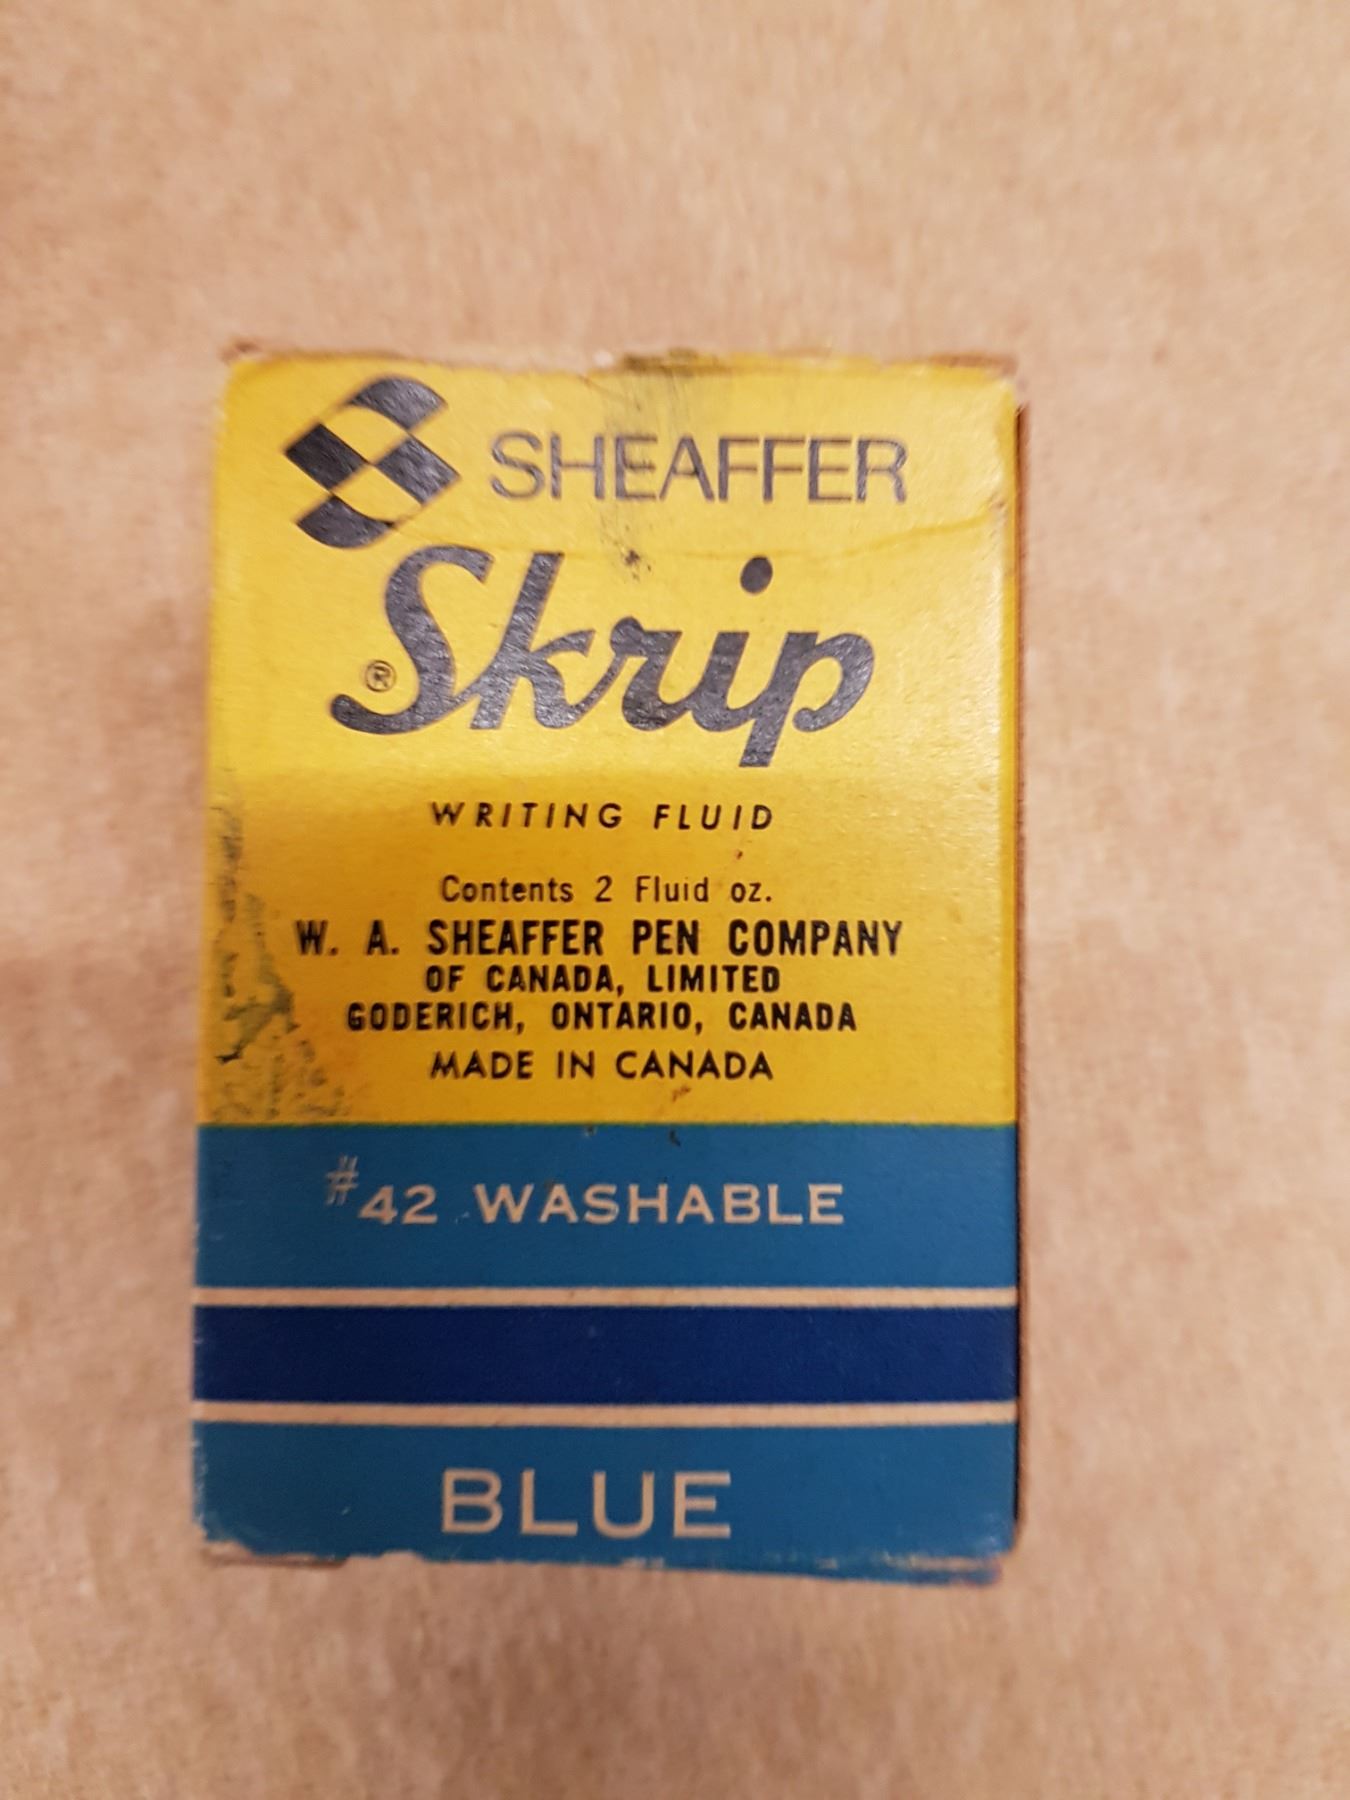 SHEAFFER
Skrip
®
WRITING FLUID
Contents 2 Fluid oz.
W. A. SHEAFFER PEN COMPANY
OF CANADA, LIMITED
GODERICH, ONTARIO, CANADA
MADE IN CANADA
#42 WASHABLE
BLUE